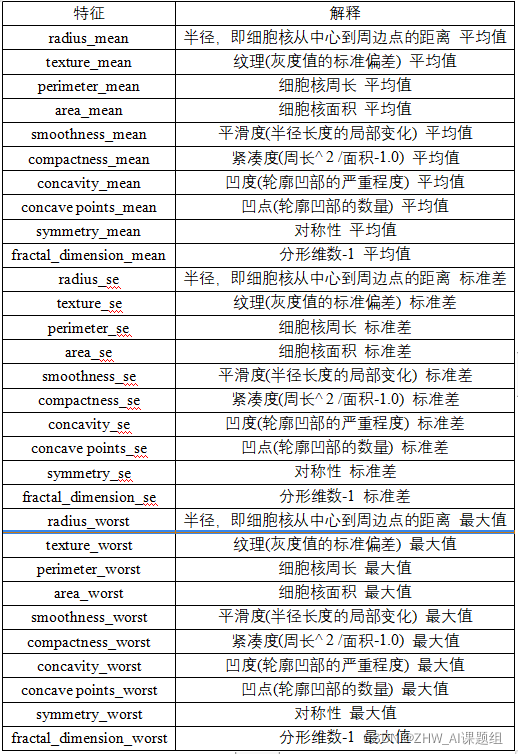 特征 解释
radius_mean 半径，即细胞核从中心到周边点的距离 平均值
texture_mean 纹理(灰度值的标准偏差) 平均值
perimeter_mean 细胞核周长 平均值
area_mean 细胞核面积 平均值
smoothness_mean 平滑度(半径长度的局部变化) 平均值
compactness_mean 紧凑度(周长^ 2 /面积-1.0) 平均值
concavity_mean 凹度(轮廓凹部的严重程度) 平均值
concave points_mean 凹点(轮廓凹部的数量) 平均值
symmetry_mean 对称性 平均值
fractal_dimension_mean 分形维数-1 平均值
radius_se 半径，即细胞核从中心到周边点的距离 标准差
texture_se 纹理(灰度值的标准偏差) 标准差
perimeter_se 细胞核周长 标准差
area_se 细胞核面积 标准差
smoothness_se 平滑度(半径长度的局部变化) 标准差
compactness_se 紧凑度(周长^ 2 /面积-1.0) 标准差
concavity_se 凹度(轮廓凹部的严重程度) 标准差
concave points_se 凹点(轮廓凹部的数量) 标准差
symmetry_se 对称性 标准差
fractal_dimension_se 分形维数-1 标准差
radius_worst 半径，即细胞核从中心到周边点的距离 最大值
texture_worst 纹理(灰度值的标准偏差) 最大值
perimeter_worst 细胞核周长 最大值
area_worst 细胞核面积 最大值
smoothness_worst 平滑度(半径长度的局部变化) 最大值
compactness_worst 紧凑度(周长^ 2 /面积-1.0) 最大值
concavity_worst 凹度(轮廓凹部的严重程度) 最大值
concave points_worst 凹点(轮廓凹部的数量) 最大值
symmetry_worst 对称性 最大值
fractal_dimension_worst 分形维数-1 最大值
@ZHW_AI课题组